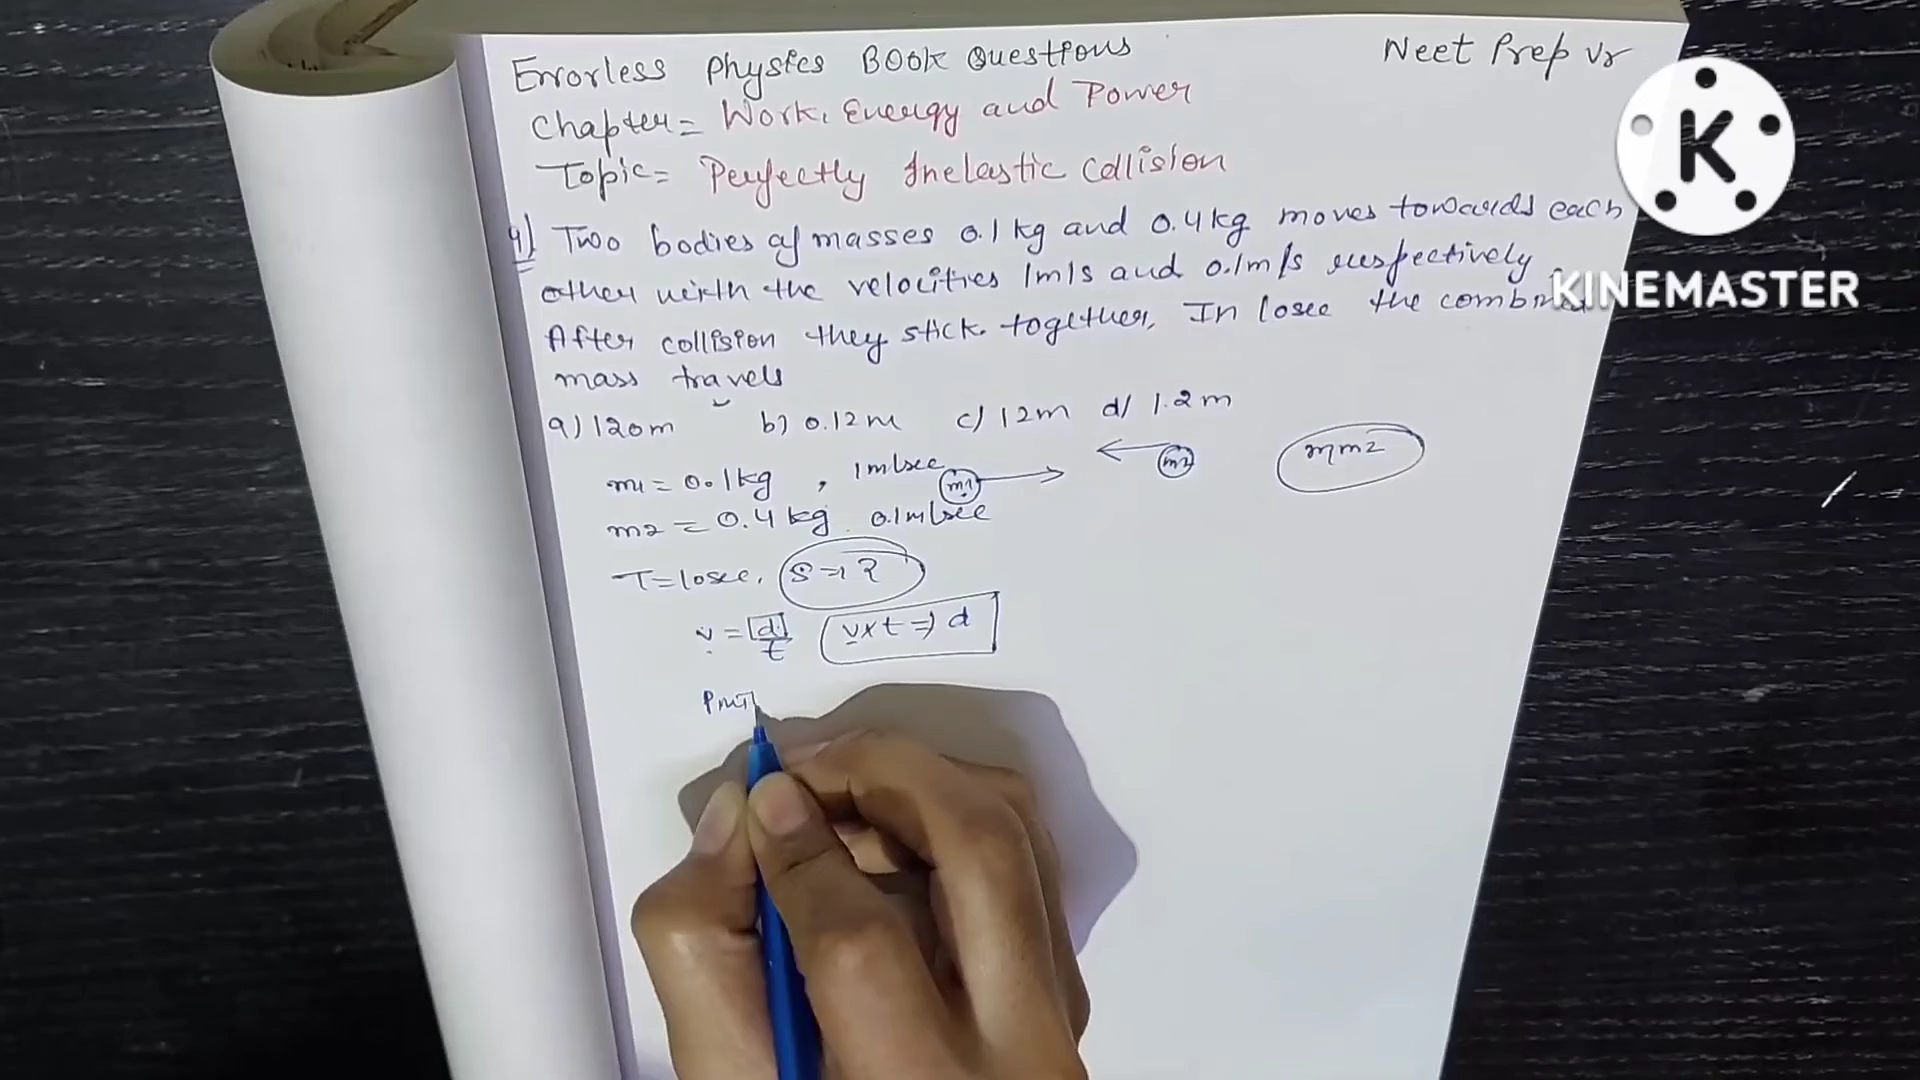 Errorless Physics Book Questions
Neet Prep Vr
Chapter = Work, Energy and Power
Topic = Perfectly Inelastic Collision
K
KINEMASTER
9) Two bodies of masses 0.1 kg and 0.4 kg moves towards each
other with the velocities 1m/s and 0.1m/s respectively.
After collision they stick together, In 10sec the combined
mass travels
a) 120m b) 0.12m c) 12m d) 1.2m
m1 = 0.1kg , 1m/sec m1 m2
m2 = 0.4 kg 0.1m/sec
T = 10sec, S = ?
v = d/t v×t => d